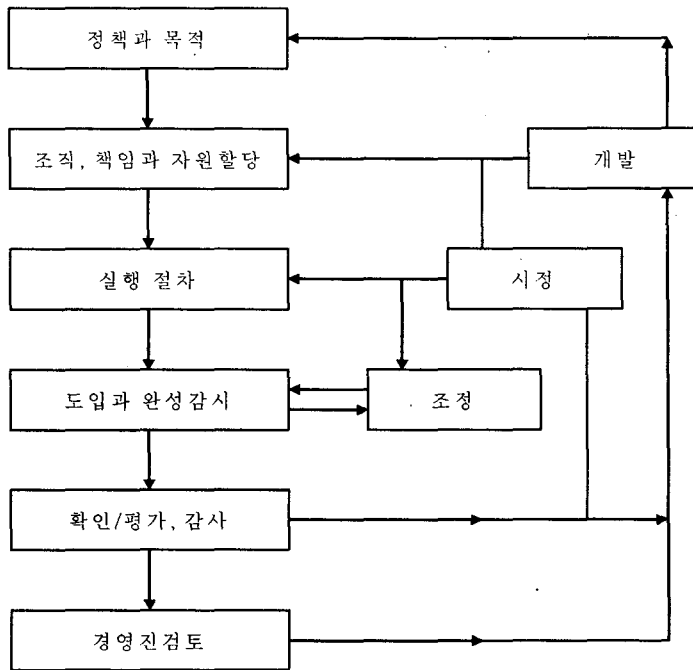 정책과 목적
조직, 책임과 자원할당
개발
실행 절차
시정
도입과 완성감시
조정
확인/평가, 감사
경영진검토